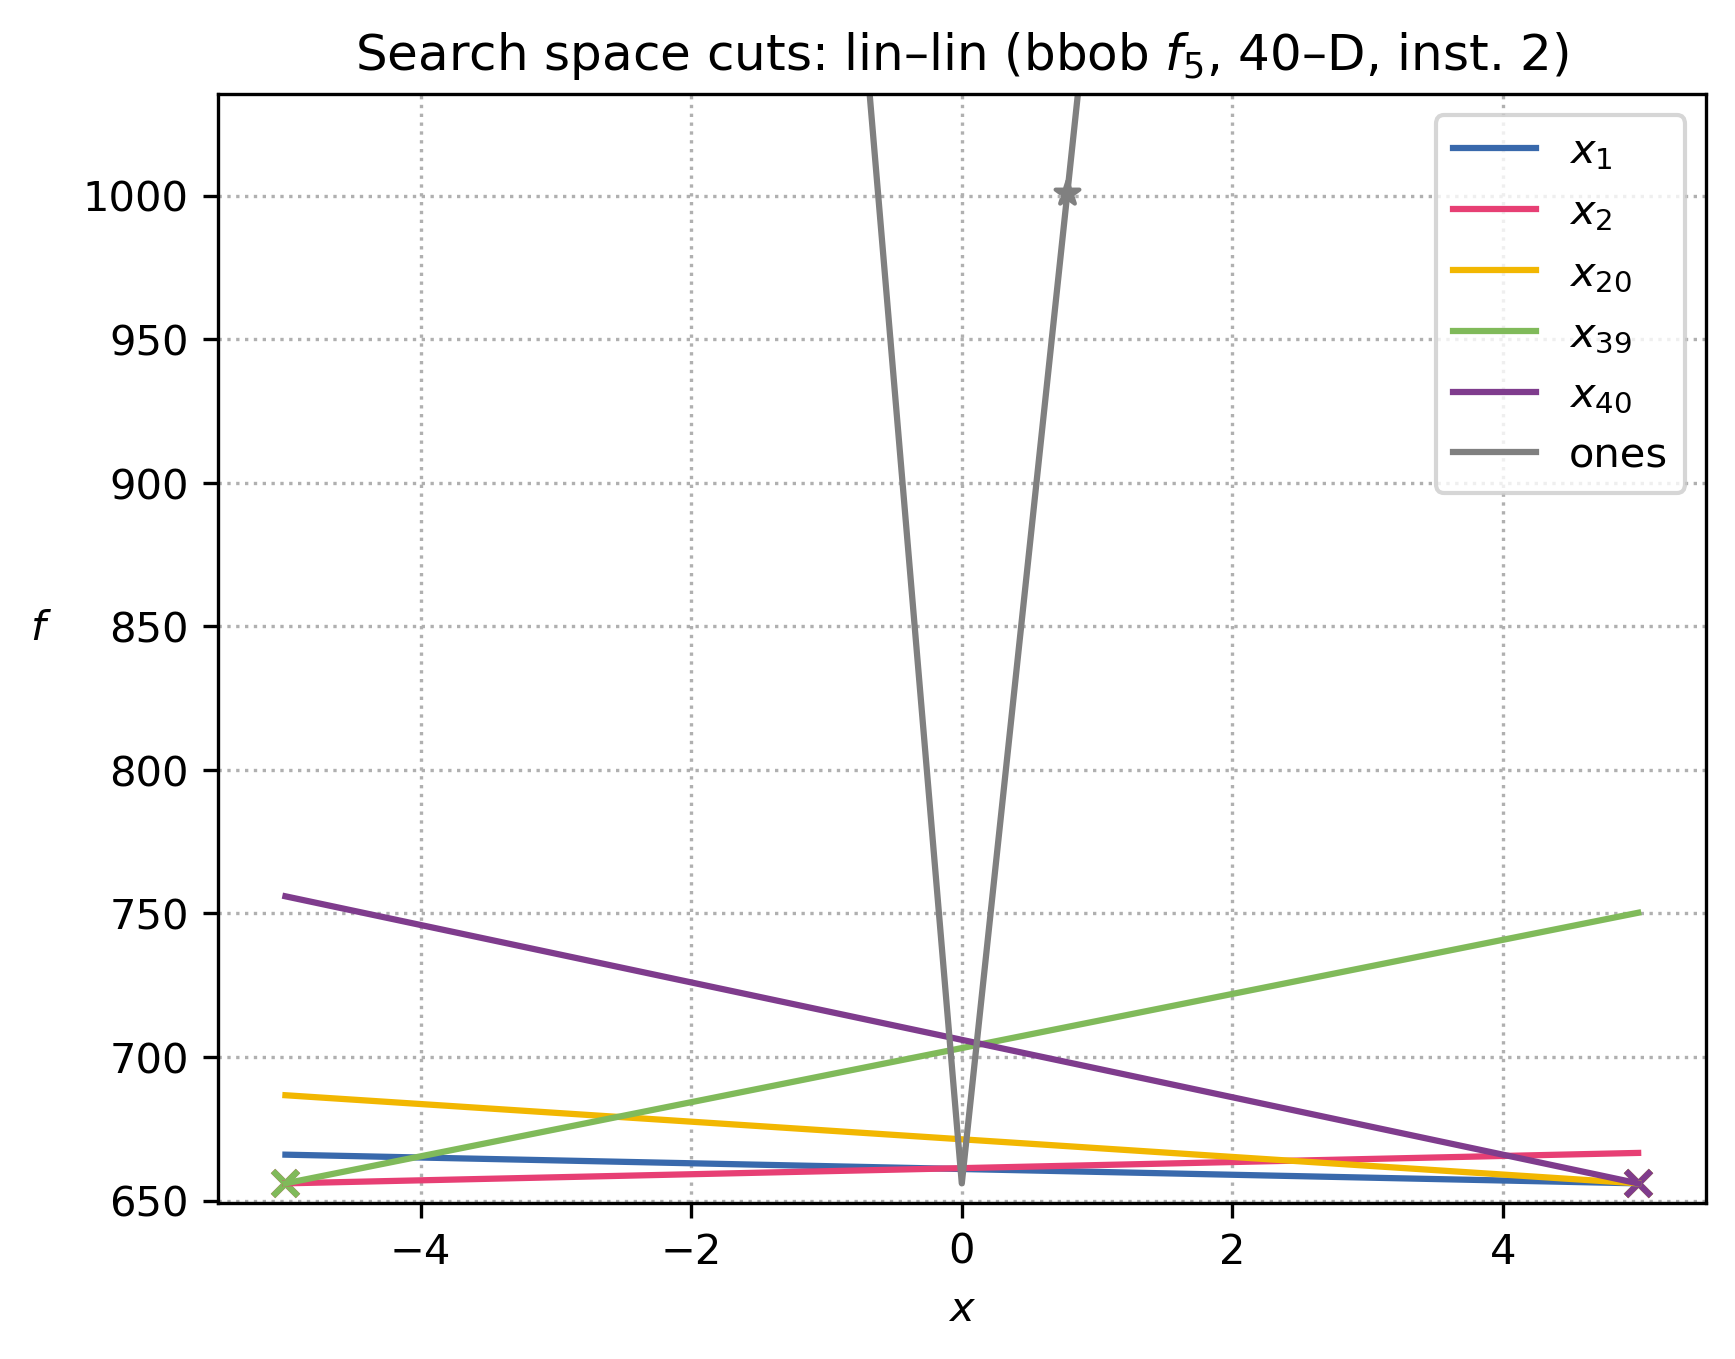 Search space cuts: lin–lin (bbob f₅, 40–D, inst. 2)
1000
950
900
850
800
750
700
650
f
−4
−2
0
2
4
x
x₁
x₂
x₂₀
x₃₉
x₄₀
ones